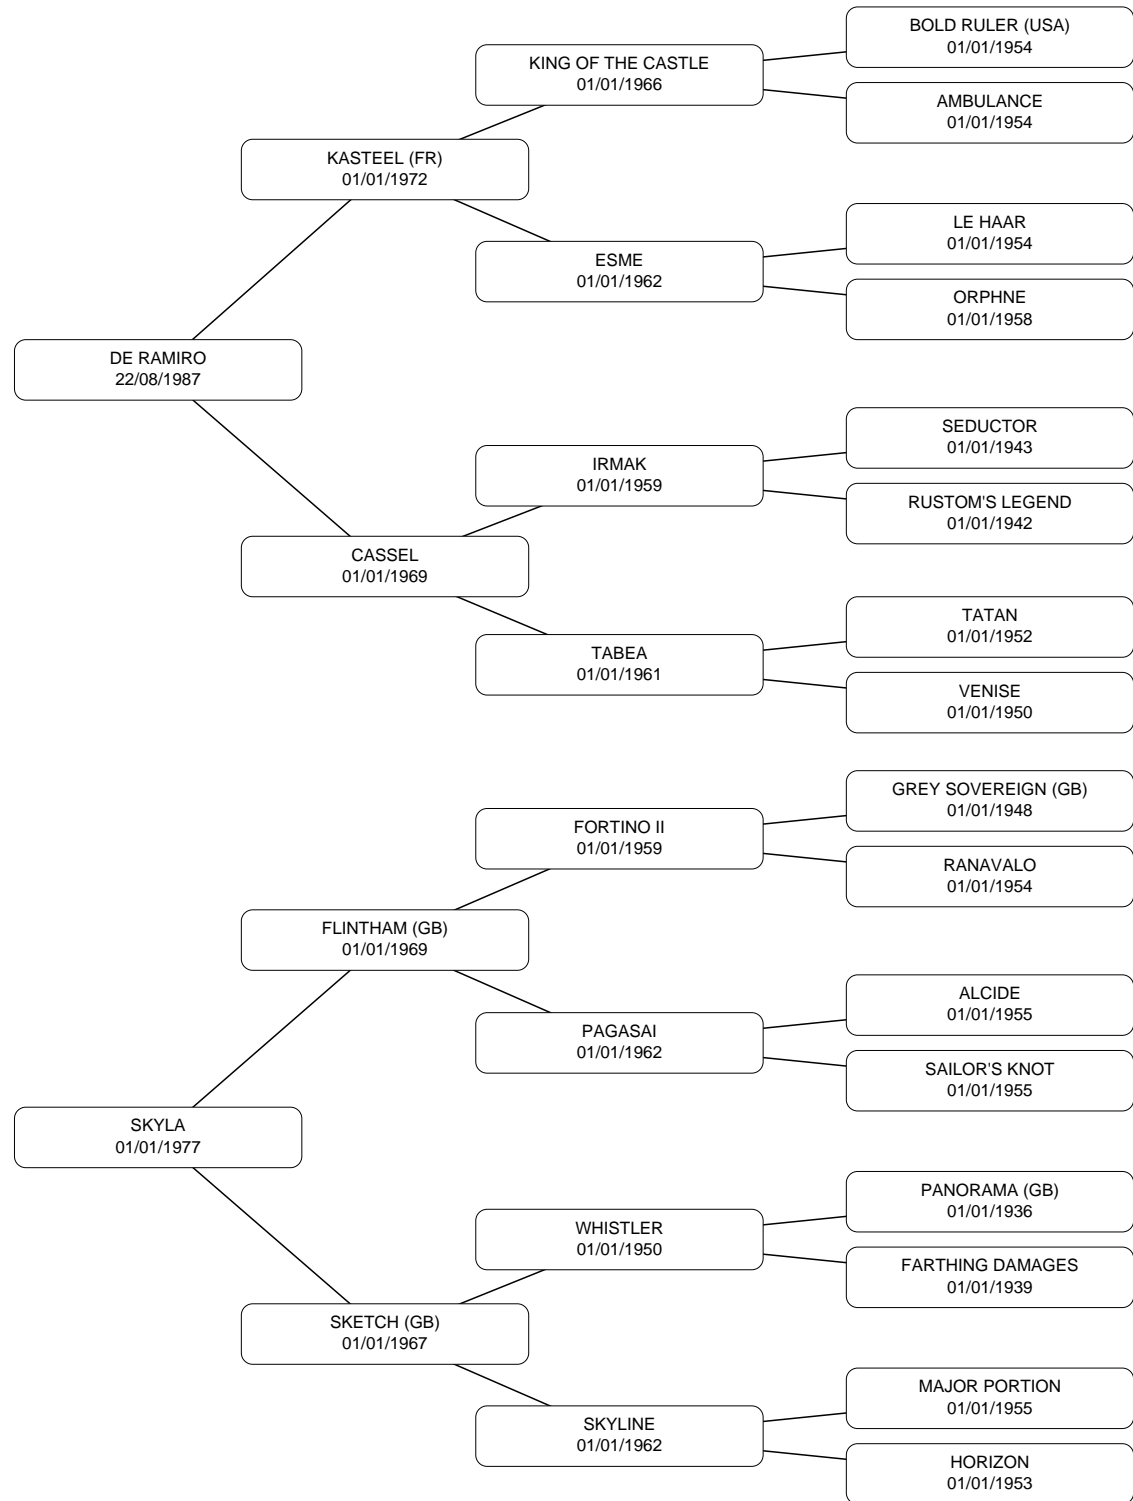 BOLD RULER (USA)
01/01/1954
KING OF THE CASTLE
01/01/1966
AMBULANCE
01/01/1954
KASTEEL (FR)
01/01/1972
LE HAAR
01/01/1954
ESME
01/01/1962
ORPHNE
01/01/1958
DE RAMIRO
22/08/1987
SEDUCTOR
01/01/1943
IRMAK
01/01/1959
RUSTOM'S LEGEND
01/01/1942
CASSEL
01/01/1969
TATAN
01/01/1952
TABEA
01/01/1961
VENISE
01/01/1950
GREY SOVEREIGN (GB)
01/01/1948
FORTINO II
01/01/1959
RANAVALO
01/01/1954
FLINTHAM (GB)
01/01/1969
ALCIDE
01/01/1955
PAGASAI
01/01/1962
SAILOR'S KNOT
01/01/1955
SKYLA
01/01/1977
PANORAMA (GB)
01/01/1936
WHISTLER
01/01/1950
FARTHING DAMAGES
01/01/1939
SKETCH (GB)
01/01/1967
MAJOR PORTION
01/01/1955
SKYLINE
01/01/1962
HORIZON
01/01/1953